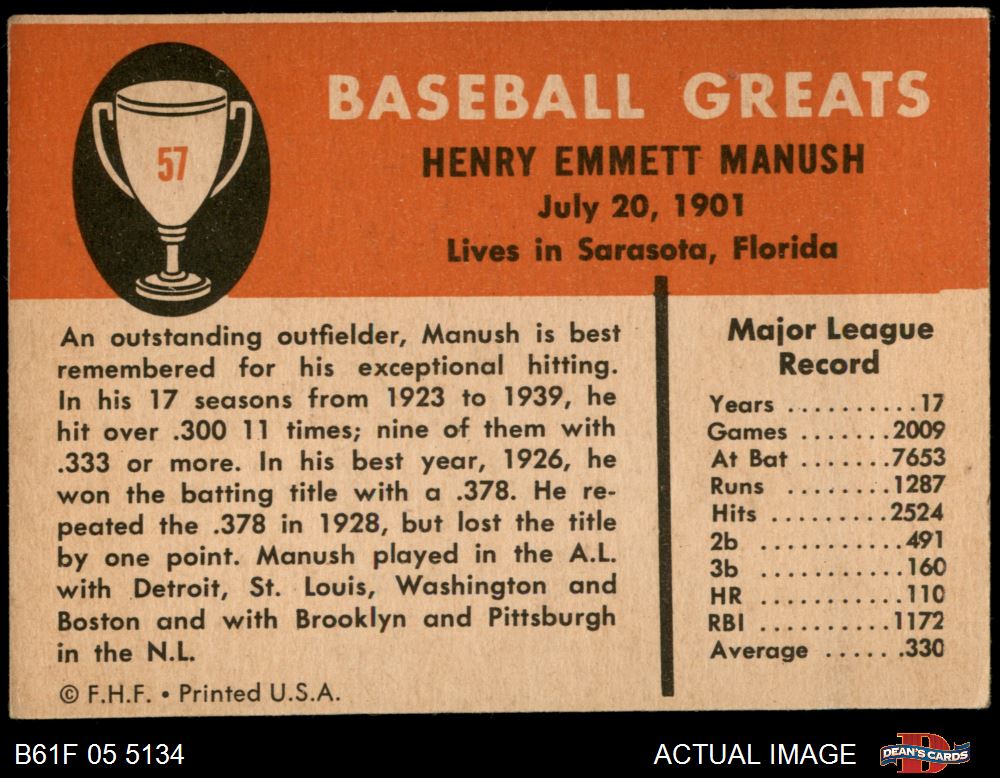 57
BASEBALL GREATS
HENRY EMMETT MANUSH
July 20, 1901
Lives in Sarasota, Florida
An outstanding outfielder, Manush is best
remembered for his exceptional hitting.
In his 17 seasons from 1923 to 1939, he
hit over .300 11 times; nine of them with
.333 or more. In his best year, 1926, he
won the batting title with a .378. He re-
peated the .378 in 1928, but lost the title
by one point. Manush played in the A.L.
with Detroit, St. Louis, Washington and
Boston and with Brooklyn and Pittsburgh
in the N.L.
© F.H.F. • Printed U.S.A.
Major League
Record
Years ..........17
Games .......2009
At Bat .......7653
Runs ........1287
Hits .........2524
2b ...........491
3b ...........160
HR ...........110
RBI ..........1172
Average ......330
B61F 05 5134
ACTUAL IMAGE
D
DEAN'S CARDS